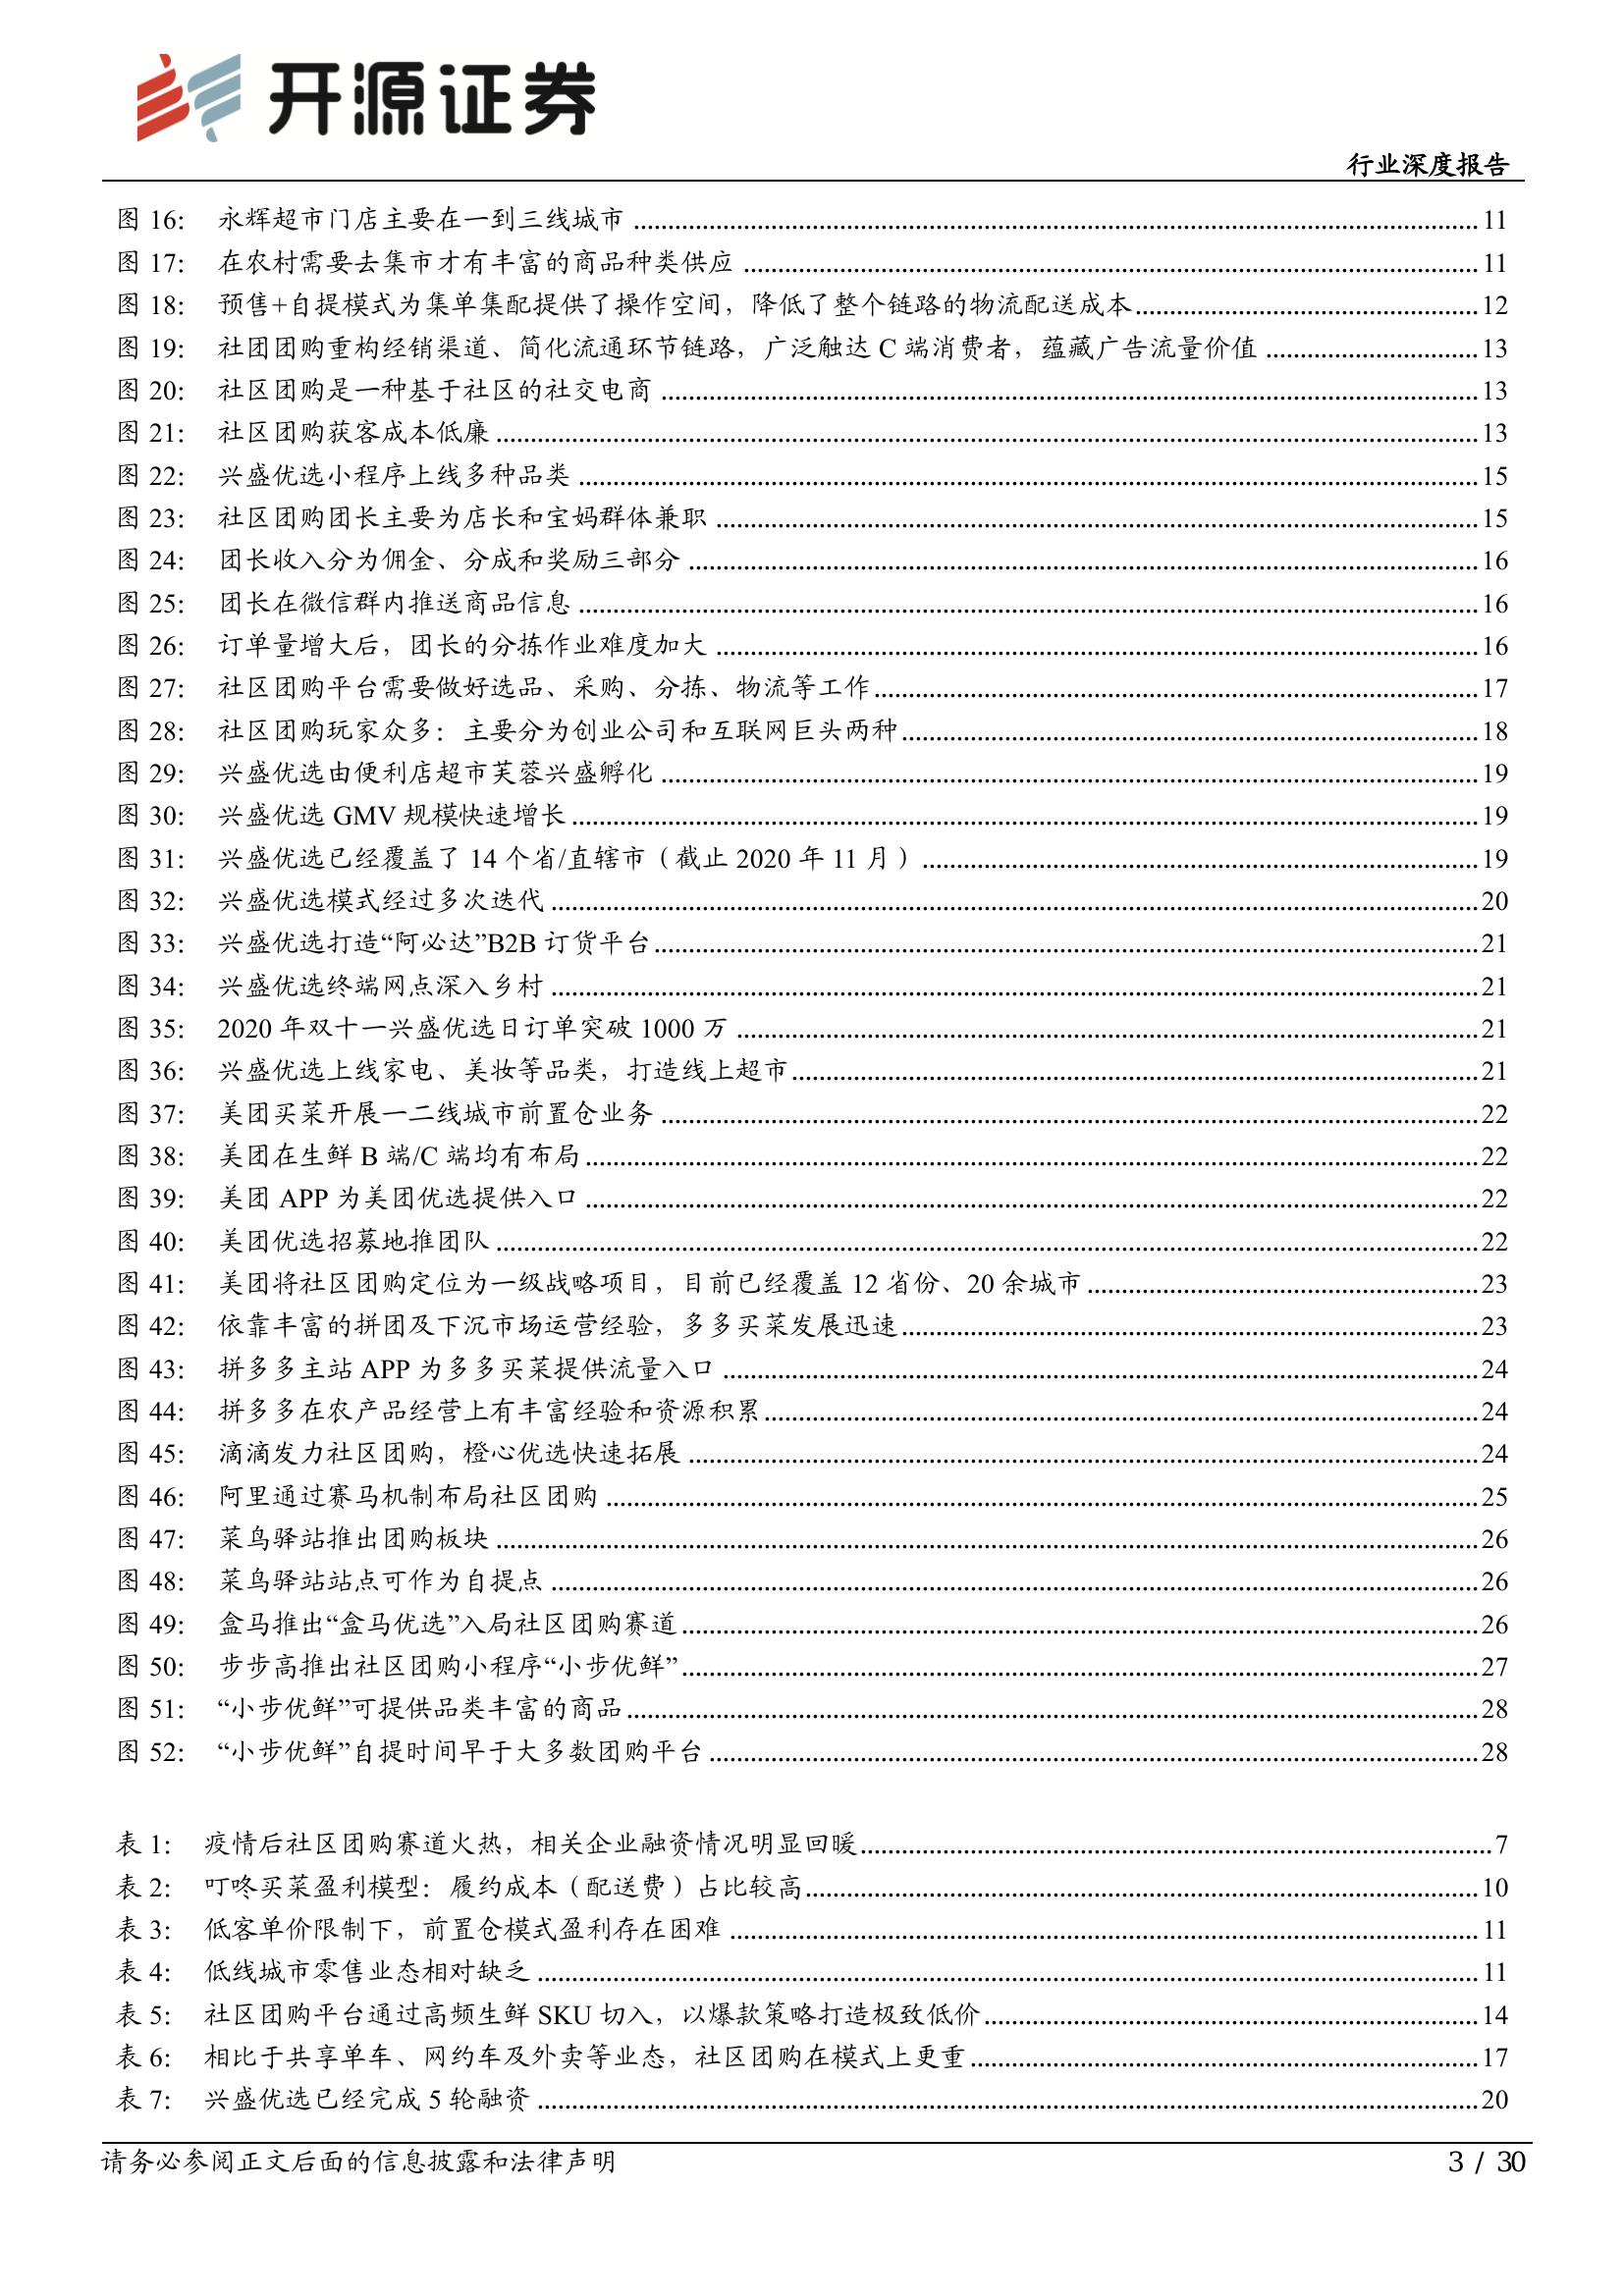 开源证券
行业深度报告
图 16： 永辉超市门店主要在一到三线城市 ........ 11
图 17： 在农村需要去集市才有丰富的商品种类供应 ........ 11
图 18： 预售+自提模式为集单集配提供了操作空间，降低了整个链路的物流配送成本 ........ 12
图 19： 社团团购重构经销渠道、简化流通环节链路，广泛触达 C 端消费者，蕴藏广告流量价值 ........ 13
图 20： 社区团购是一种基于社区的社交电商 ........ 13
图 21： 社区团购获客成本低廉 ........ 13
图 22： 兴盛优选小程序上线多种品类 ........ 15
图 23： 社区团购团长主要为店长和宝妈群体兼职 ........ 15
图 24： 团长收入分为佣金、分成和奖励三部分 ........ 16
图 25： 团长在微信群内推送商品信息 ........ 16
图 26： 订单量增大后，团长的分拣作业难度加大 ........ 16
图 27： 社区团购平台需要做好选品、采购、分拣、物流等工作 ........ 17
图 28： 社区团购玩家众多：主要分为创业公司和互联网巨头两种 ........ 18
图 29： 兴盛优选由便利店超市芙蓉兴盛孵化 ........ 19
图 30： 兴盛优选 GMV 规模快速增长 ........ 19
图 31： 兴盛优选已经覆盖了 14 个省/直辖市（截止 2020 年 11 月） ........ 19
图 32： 兴盛优选模式经过多次迭代 ........ 20
图 33： 兴盛优选打造“阿必达”B2B 订货平台 ........ 21
图 34： 兴盛优选终端网点深入乡村 ........ 21
图 35： 2020 年双十一兴盛优选日订单突破 1000 万 ........ 21
图 36： 兴盛优选上线家电、美妆等品类，打造线上超市 ........ 21
图 37： 美团买菜开展一二线城市前置仓业务 ........ 22
图 38： 美团在生鲜 B 端/C 端均有布局 ........ 22
图 39： 美团 APP 为美团优选提供入口 ........ 22
图 40： 美团优选招募地推团队 ........ 22
图 41： 美团将社区团购定位为一级战略项目，目前已经覆盖 12 省份、20 余城市 ........ 23
图 42： 依靠丰富的拼团及下沉市场运营经验，多多买菜发展迅速 ........ 23
图 43： 拼多多主站 APP 为多多买菜提供流量入口 ........ 24
图 44： 拼多多在农产品经营上有丰富经验和资源积累 ........ 24
图 45： 滴滴发力社区团购，橙心优选快速拓展 ........ 24
图 46： 阿里通过赛马机制布局社区团购 ........ 25
图 47： 菜鸟驿站推出团购板块 ........ 26
图 48： 菜鸟驿站站点可作为自提点 ........ 26
图 49： 盒马推出“盒马优选”入局社区团购赛道 ........ 26
图 50： 步步高推出社区团购小程序“小步优鲜” ........ 27
图 51： “小步优鲜”可提供品类丰富的商品 ........ 28
图 52： “小步优鲜”自提时间早于大多数团购平台 ........ 28
表 1： 疫情后社区团购赛道火热，相关企业融资情况明显回暖 ........ 7
表 2： 叮咚买菜盈利模型：履约成本（配送费）占比较高 ........ 10
表 3： 低客单价限制下，前置仓模式盈利存在困难 ........ 11
表 4： 低线城市零售业态相对缺乏 ........ 11
表 5： 社区团购平台通过高频生鲜 SKU 切入，以爆款策略打造极致低价 ........ 14
表 6： 相比于共享单车、网约车及外卖等业态，社区团购在模式上更重 ........ 17
表 7： 兴盛优选已经完成 5 轮融资 ........ 20
请务必参阅正文后面的信息披露和法律声明
3 / 30